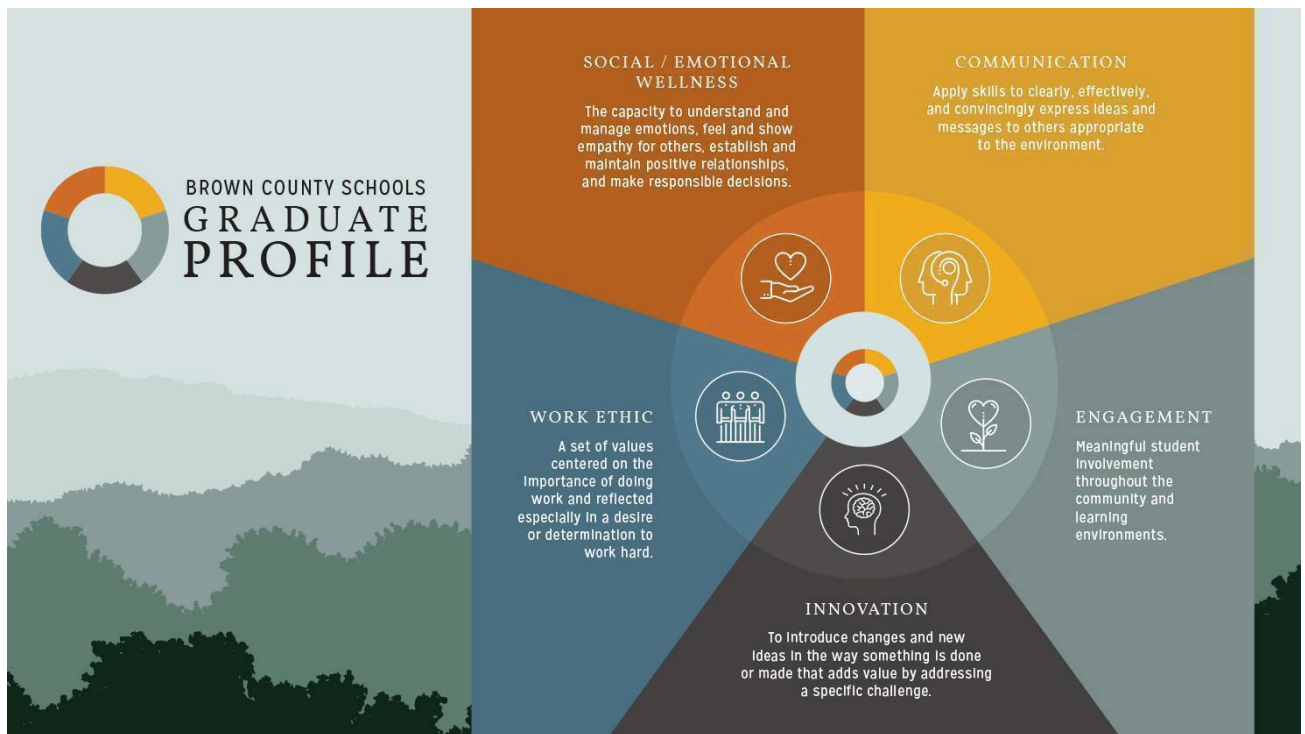 BROWN COUNTY SCHOOLS
GRADUATE
PROFILE
SOCIAL / EMOTIONAL
WELLNESS
The capacity to understand and
manage emotions, feel and show
empathy for others, establish and
maintain positive relationships,
and make responsible decisions.
COMMUNICATION
Apply skills to clearly, effectively,
and convincingly express ideas and
messages to others appropriate
to the environment.
WORK ETHIC
A set of values
centered on the
importance of doing
work and reflected
especially in a desire
or determination to
work hard.
ENGAGEMENT
Meaningful student
involvement
throughout the
community and
learning
environments.
INNOVATION
To introduce changes and new
ideas in the way something is done
or made that adds value by addressing
a specific challenge.